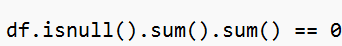 df.isnull().sum().sum() == 0